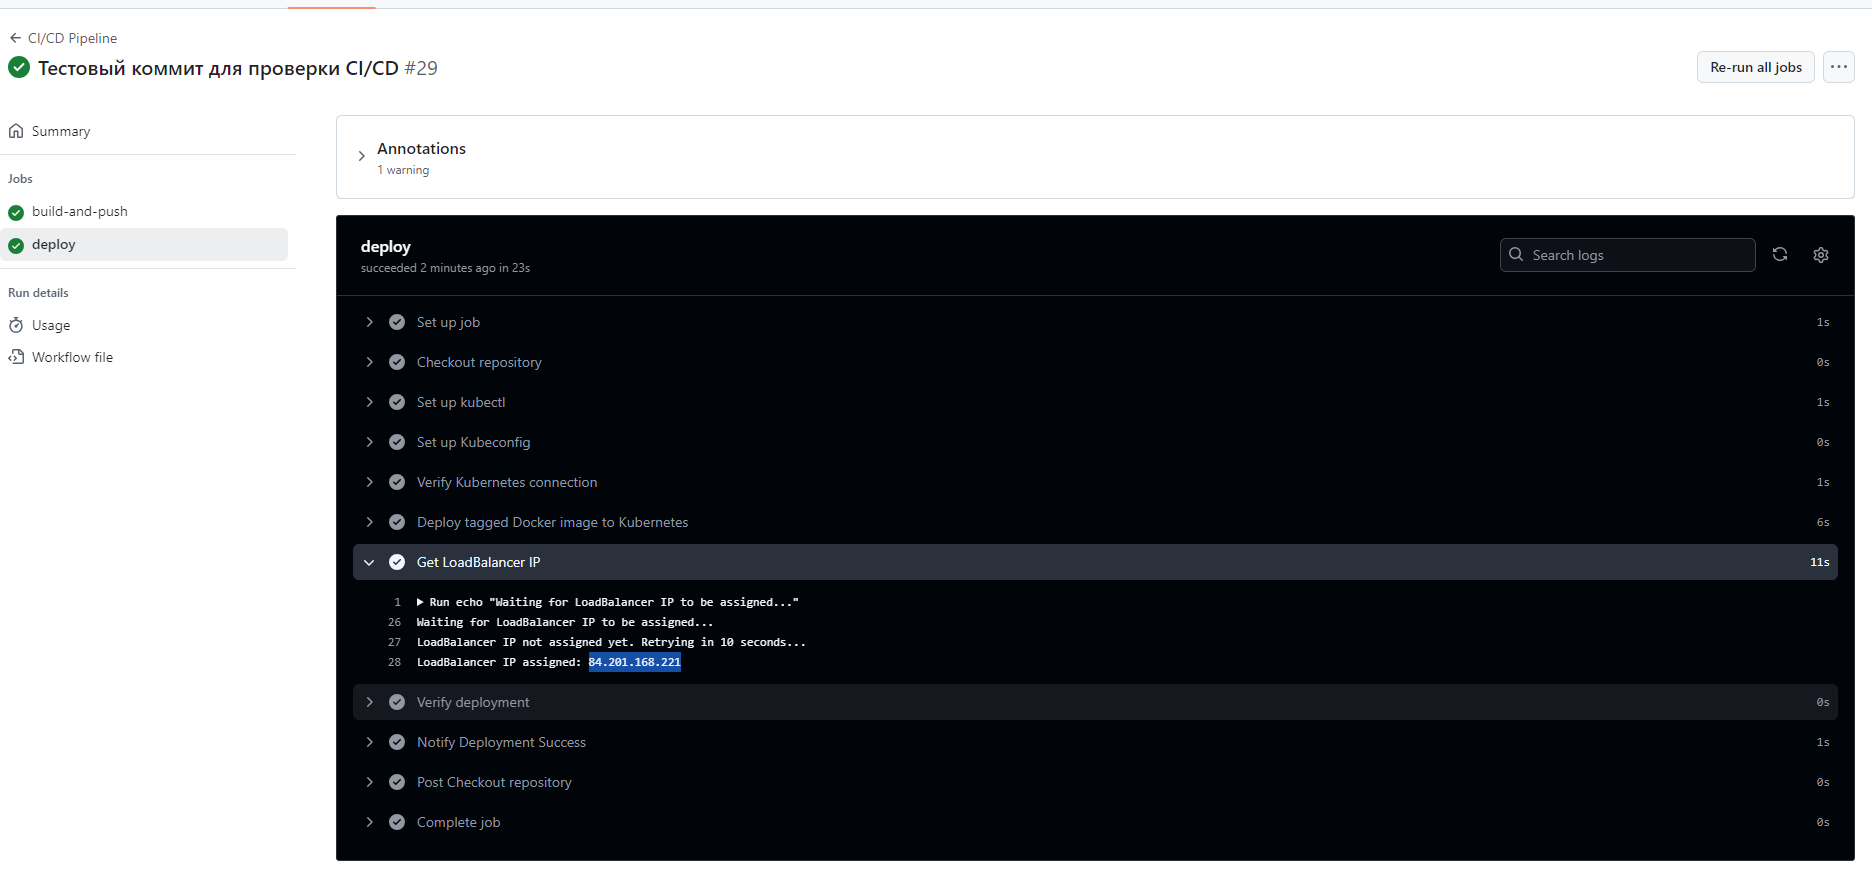 CI/CD Pipeline
Тестовый коммит для проверки CI/CD #29
Re-run all jobs
Summary
Jobs
build-and-push
deploy
Run details
Usage
Workflow file
Annotations
1 warning
deploy
succeeded 2 minutes ago in 23s
Search logs
Set up job 1s
Checkout repository 0s
Set up kubectl 1s
Set up Kubeconfig 0s
Verify Kubernetes connection 1s
Deploy tagged Docker image to Kubernetes 6s
Get LoadBalancer IP 11s
1 Run echo "Waiting for LoadBalancer IP to be assigned..."
26 Waiting for LoadBalancer IP to be assigned...
27 LoadBalancer IP not assigned yet. Retrying in 10 seconds...
28 LoadBalancer IP assigned: 84.201.168.221
Verify deployment 0s
Notify Deployment Success 1s
Post Checkout repository 0s
Complete job 0s